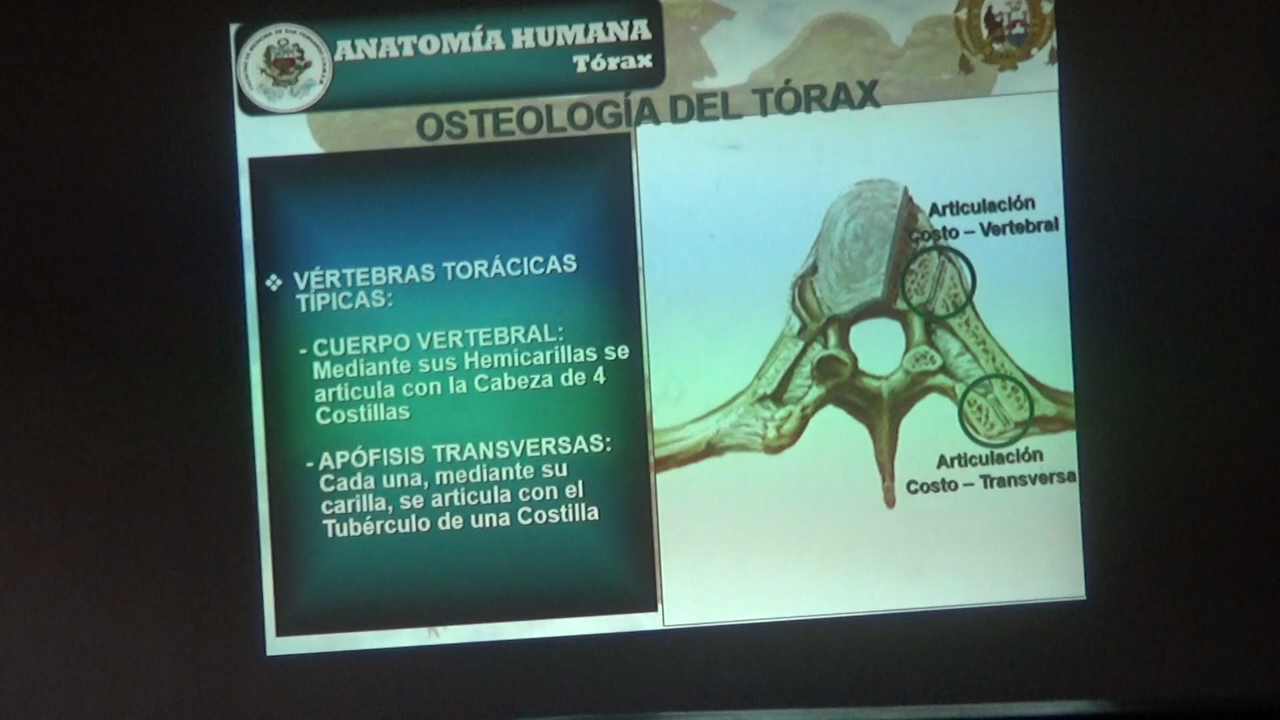 ANATOMÍA HUMANA
Tórax
OSTEOLOGÍA DEL TÓRAX
❖ VÉRTEBRAS TORÁCICAS
TÍPICAS:
- CUERPO VERTEBRAL:
Mediante sus Hemicarillas se
articula con la Cabeza de 4
Costillas
- APÓFISIS TRANSVERSAS:
Cada una, mediante su
carilla, se articula con el
Tubérculo de una Costilla
Articulación
Costo – Vertebral
Articulación
Costo – Transversa